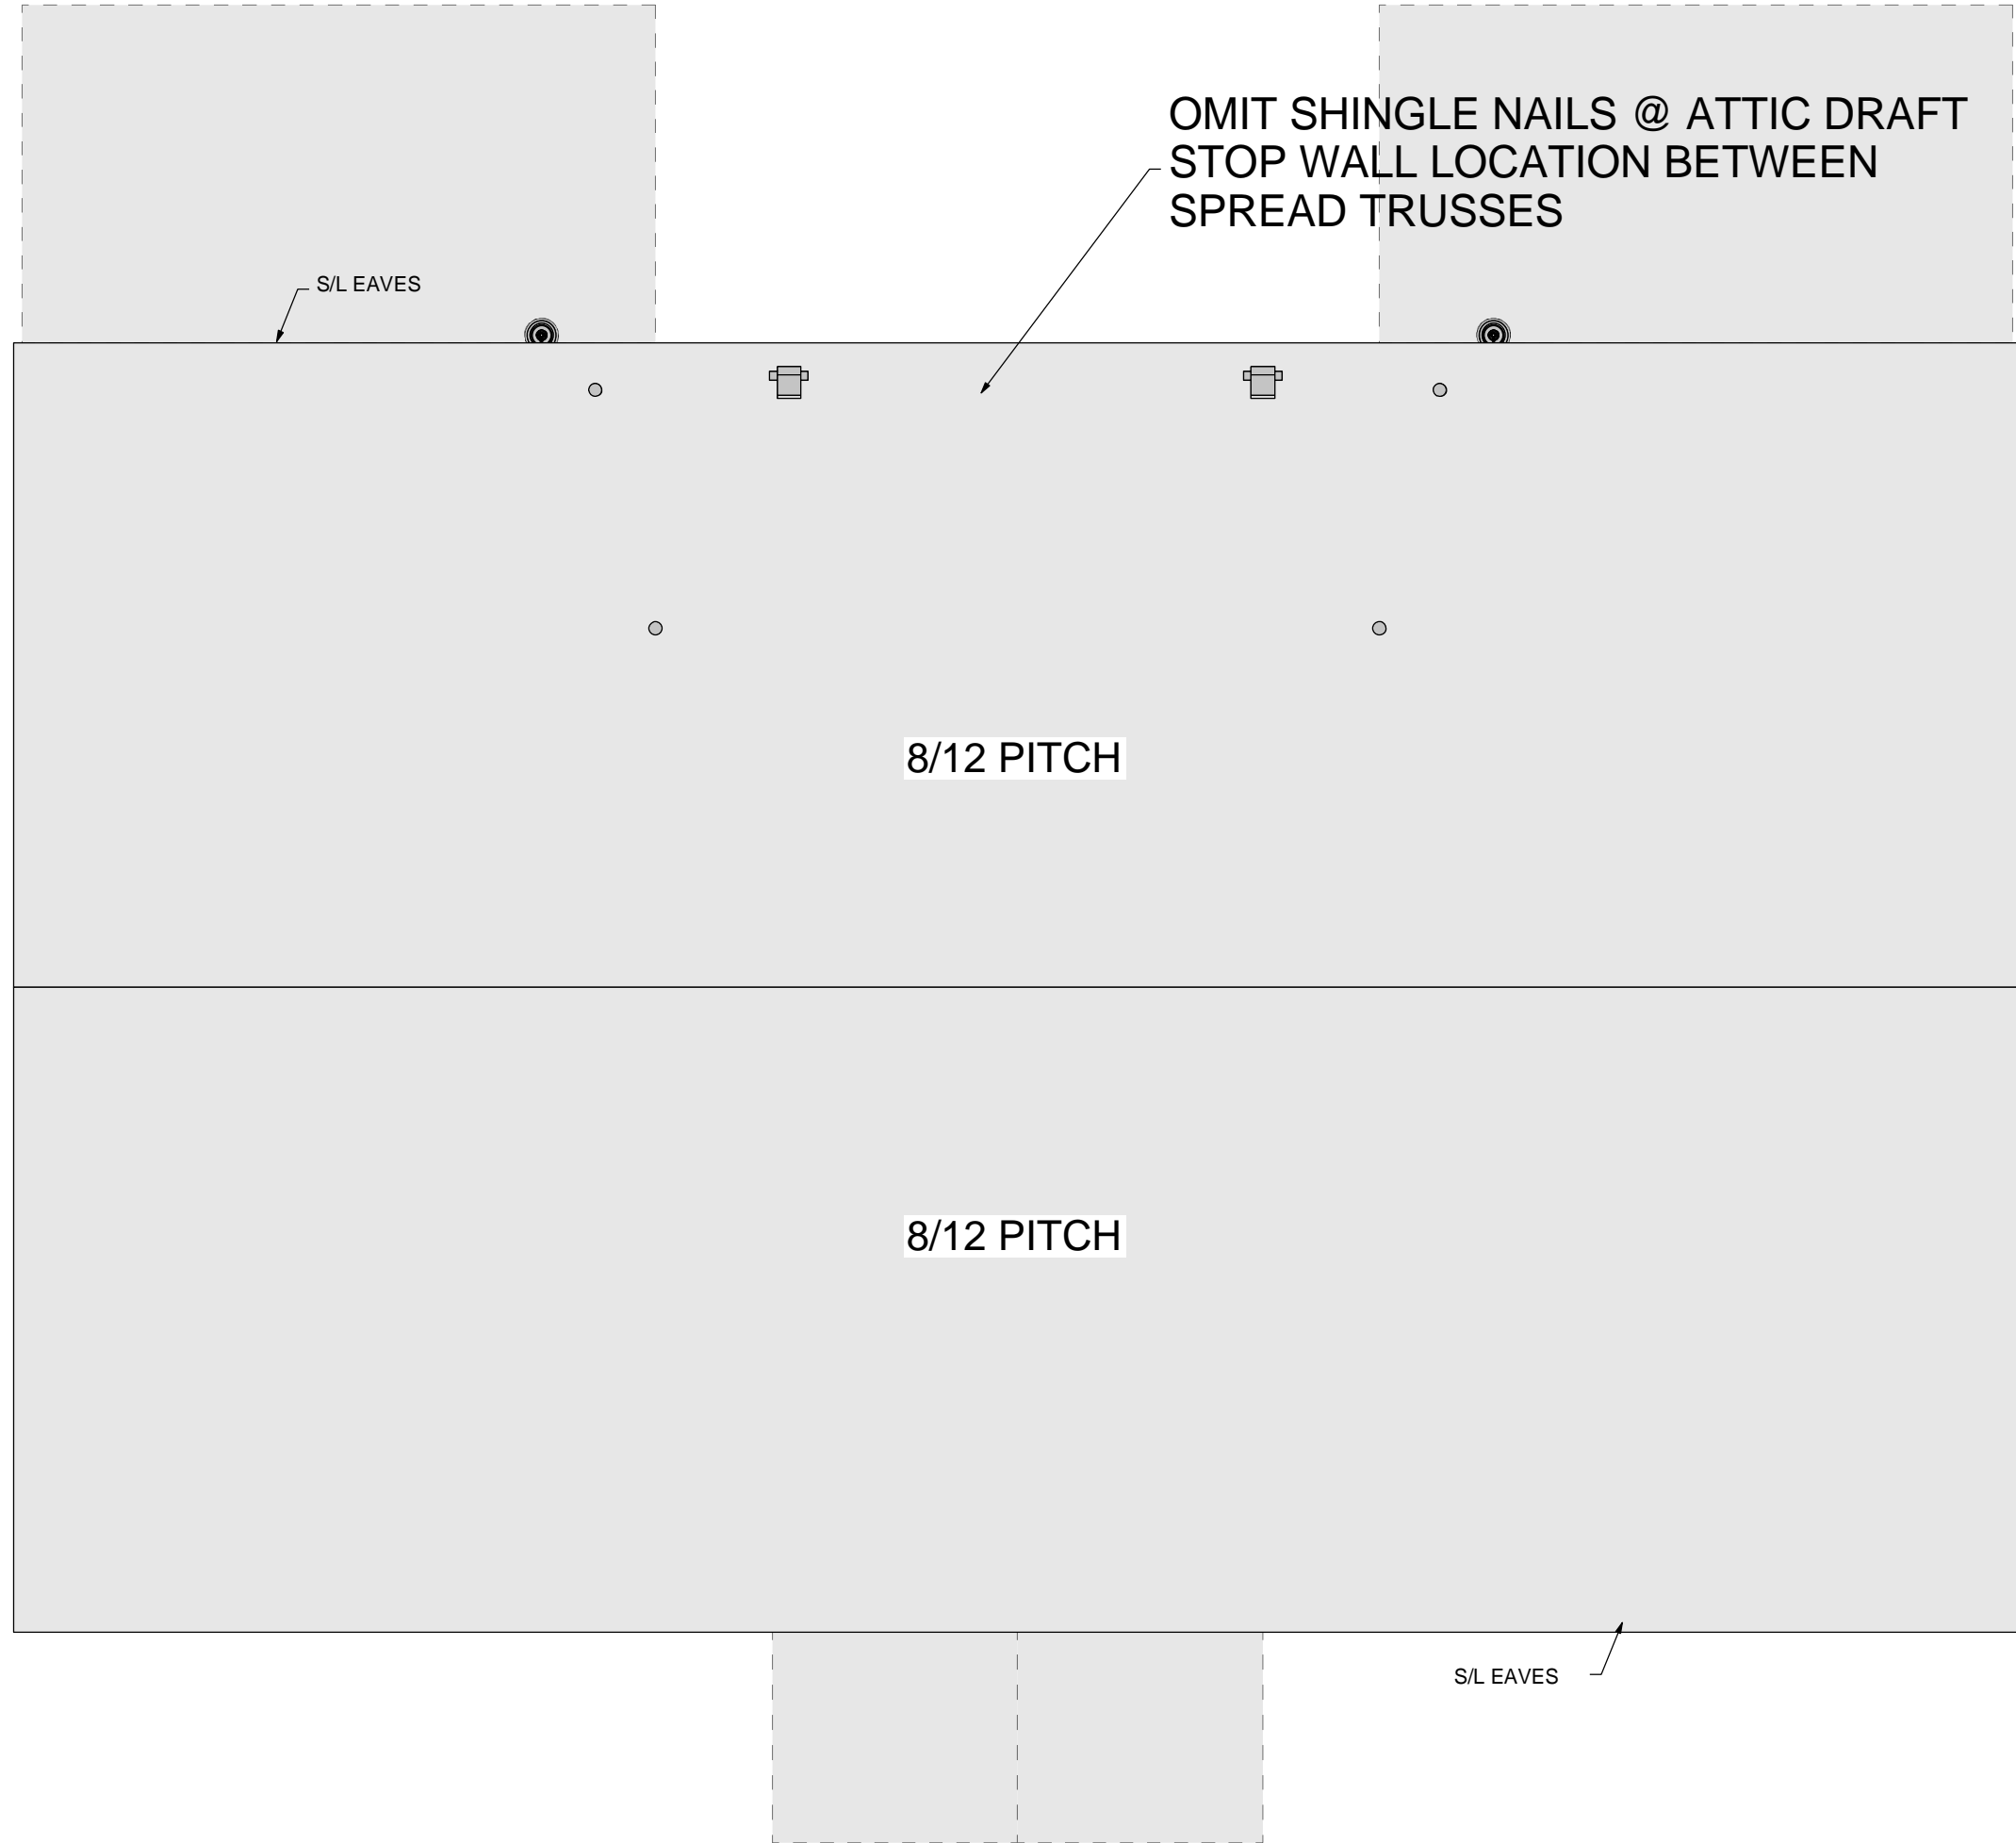 OMIT SHINGLE NAILS @ ATTIC DRAFT
STOP WALL LOCATION BETWEEN
SPREAD TRUSSES
S/L EAVES
8/12 PITCH
8/12 PITCH
S/L EAVES